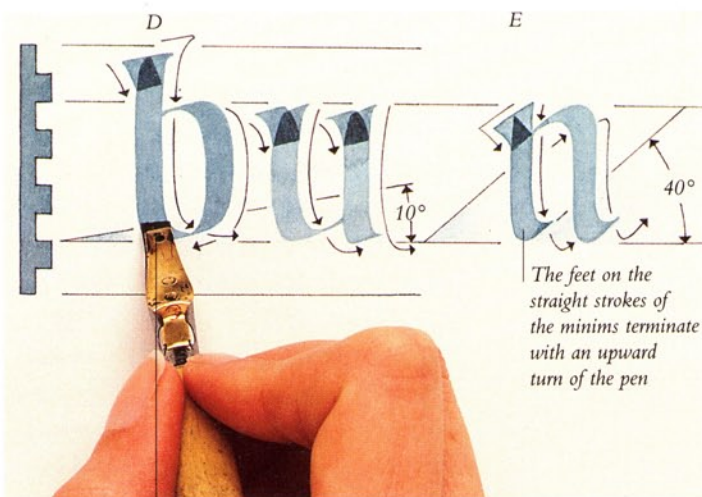 D
E
bu
n
10°
40°
The feet on the
straight strokes of
the minims terminate
with an upward
turn of the pen